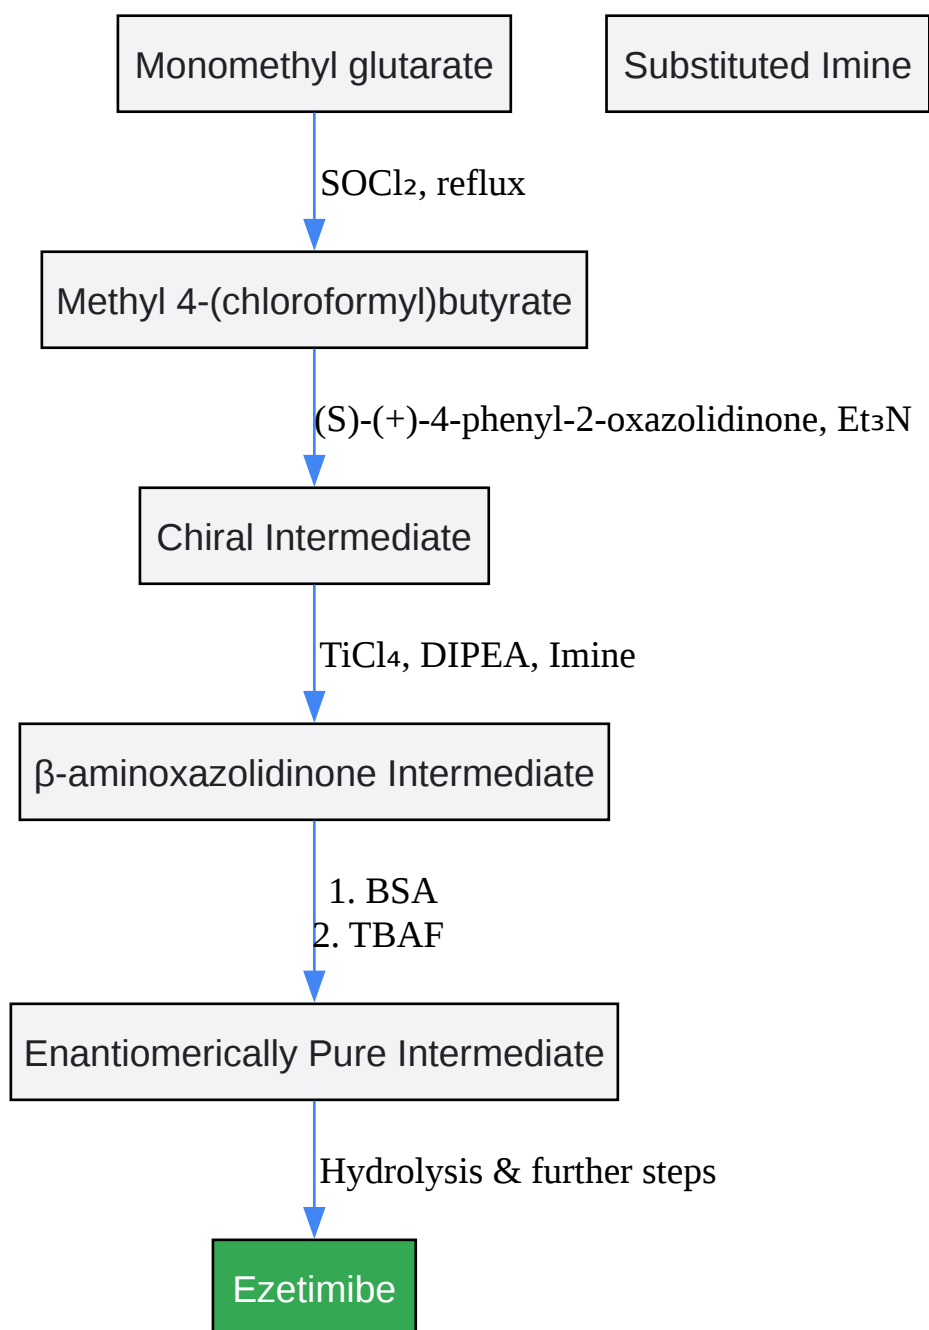 Monomethyl glutarate
Substituted Imine
SOCl₂, reflux
Methyl 4-(chloroformyl)butyrate
(S)-(+)-4-phenyl-2-oxazolidinone, Et₃N
Chiral Intermediate
TiCl₄, DIPEA, Imine
β-aminoxazolidinone Intermediate
1. BSA
2. TBAF
Enantiomerically Pure Intermediate
Hydrolysis & further steps
Ezetimibe